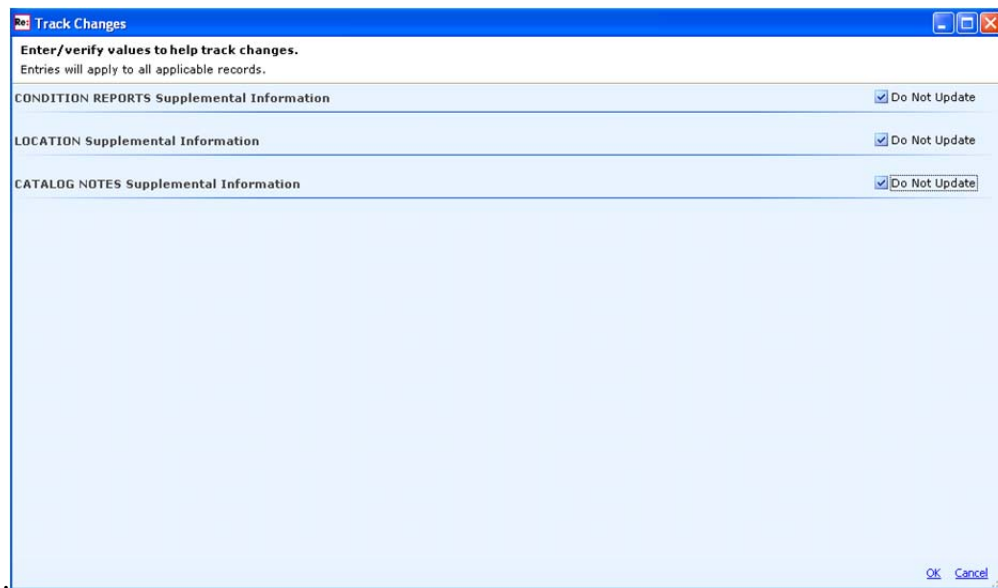 Re: Track Changes
Enter/verify values to help track changes.
Entries will apply to all applicable records.
CONDITION REPORTS Supplemental Information Do Not Update
LOCATION Supplemental Information Do Not Update
CATALOG NOTES Supplemental Information Do Not Update
OK Cancel